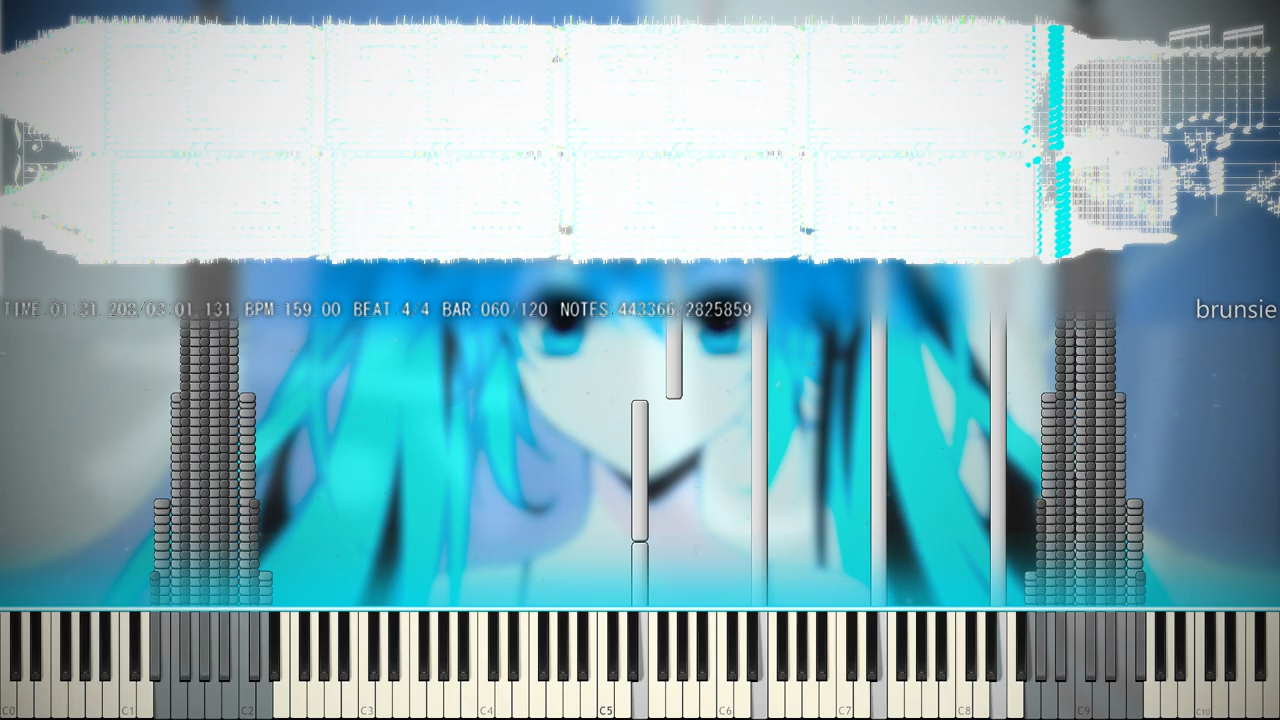 TIME:01:31.208/03:01.131 BPM:159.00 BEAT:4/4 BAR:060/120 NOTES:443366/2825859
brunsie
C0 C1 C2 C3 C4 C5 C6 C7 C8 C9 C10